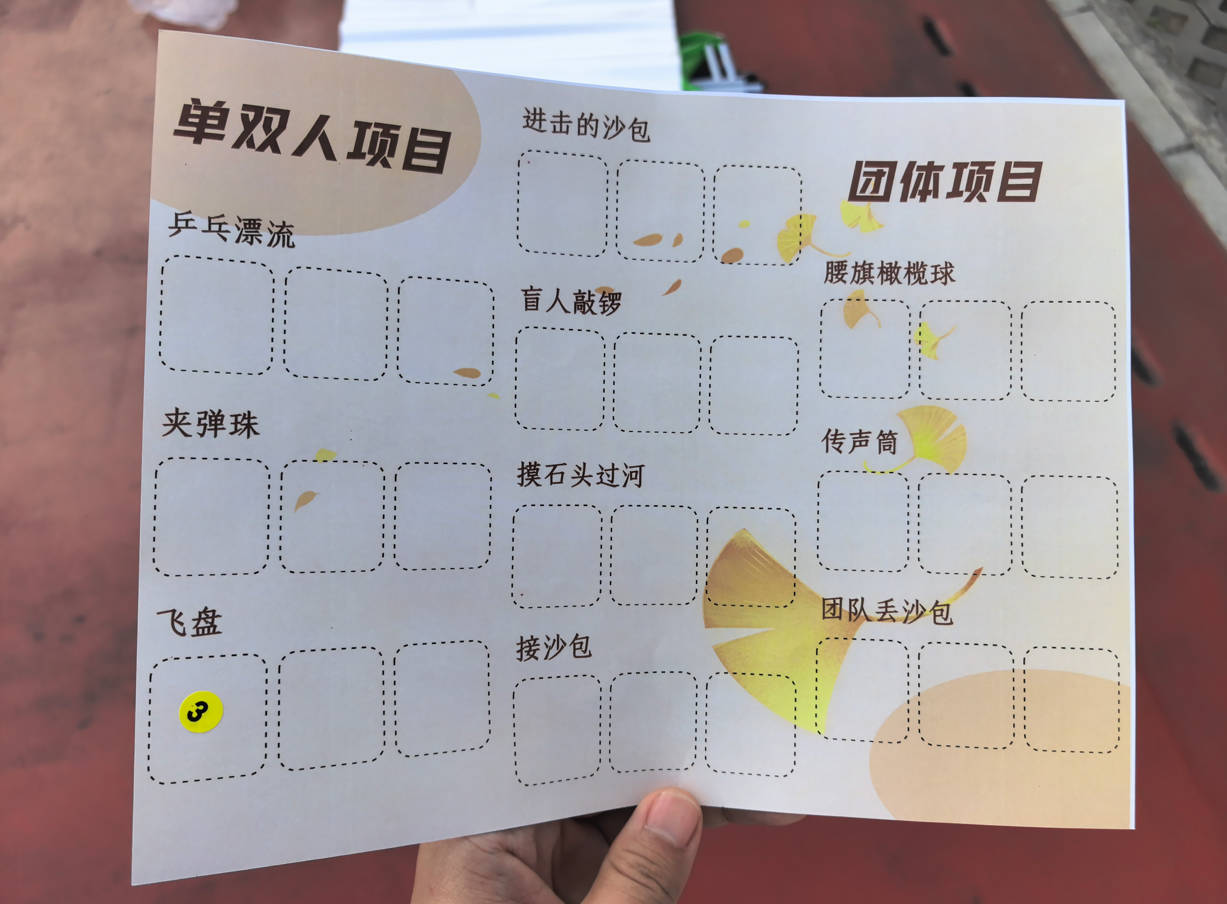 单双人项目
乒乓漂流
夹弹珠
飞盘
3
进击的沙包
盲人敲锣
摸石头过河
接沙包
团体项目
腰旗橄榄球
传声筒
团队丢沙包